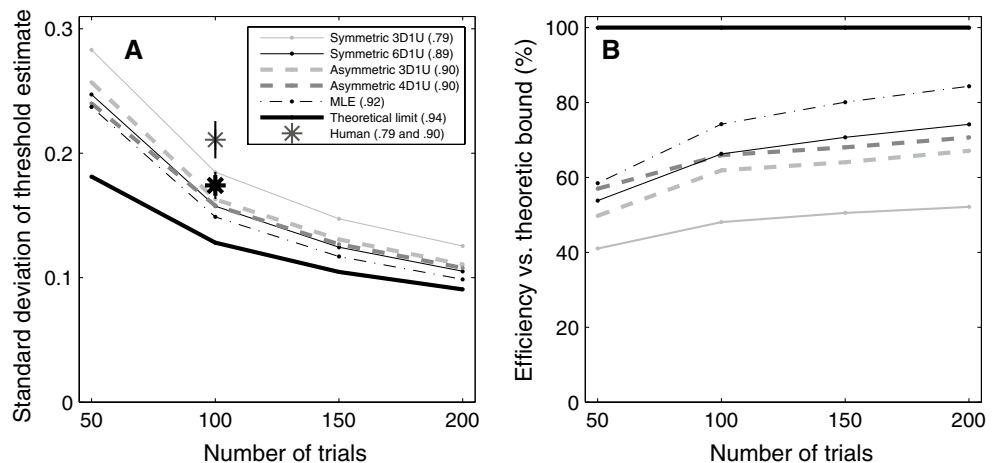 A
Symmetric 3D1U (.79)
Symmetric 6D1U (.89)
Asymmetric 3D1U (.90)
Asymmetric 4D1U (.90)
MLE (.92)
Theoretical limit (.94)
Human (.79 and .90)
Standard deviation of threshold estimate
0.3
0.2
0.1
0
50 100 150 200
Number of trials
B
Efficiency vs. theoretic bound (%)
100
80
60
40
20
0
50 100 150 200
Number of trials